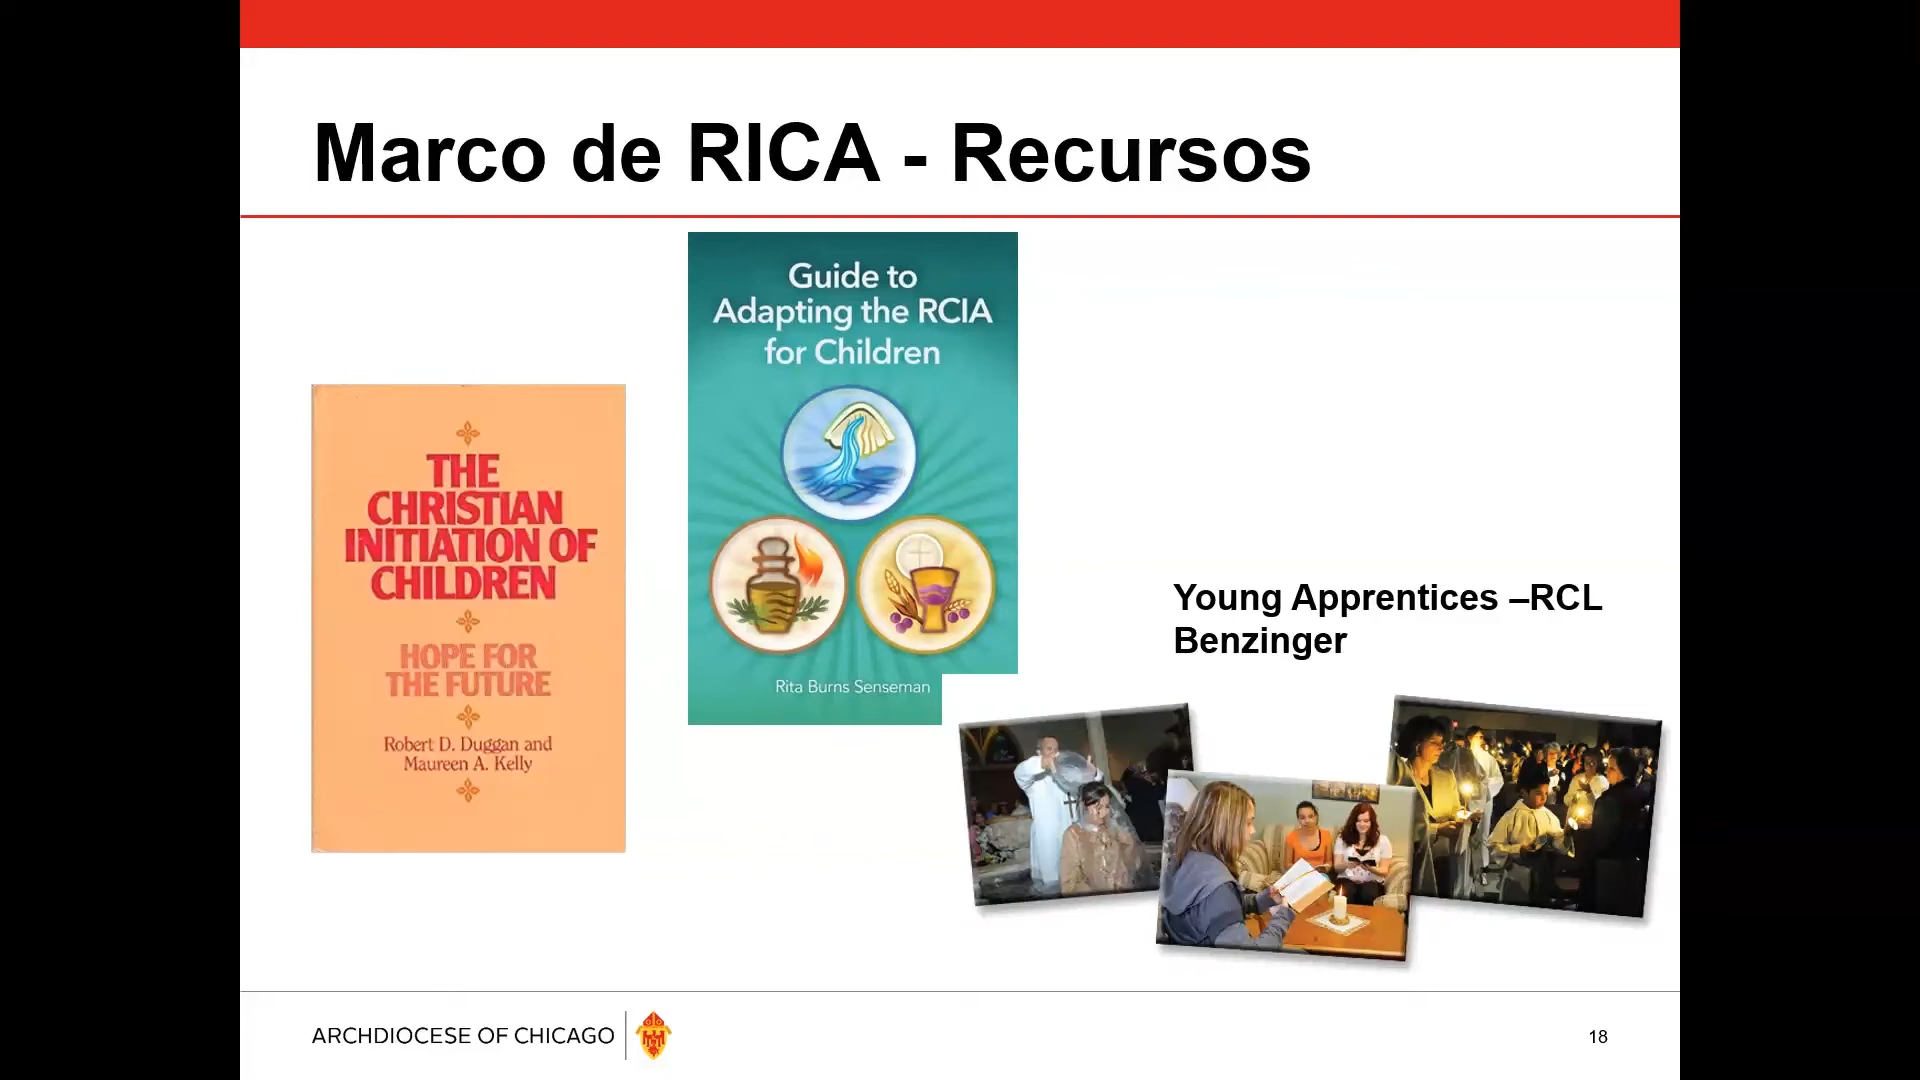 Marco de RICA - Recursos
THE
CHRISTIAN
INITIATION OF
CHILDREN
HOPE FOR
THE FUTURE
Robert D. Duggan and
Maureen A. Kelly
Guide to
Adapting the RCIA
for Children
Rita Burns Senseman
Young Apprentices –RCL
Benzinger
ARCHDIOCESE OF CHICAGO
18